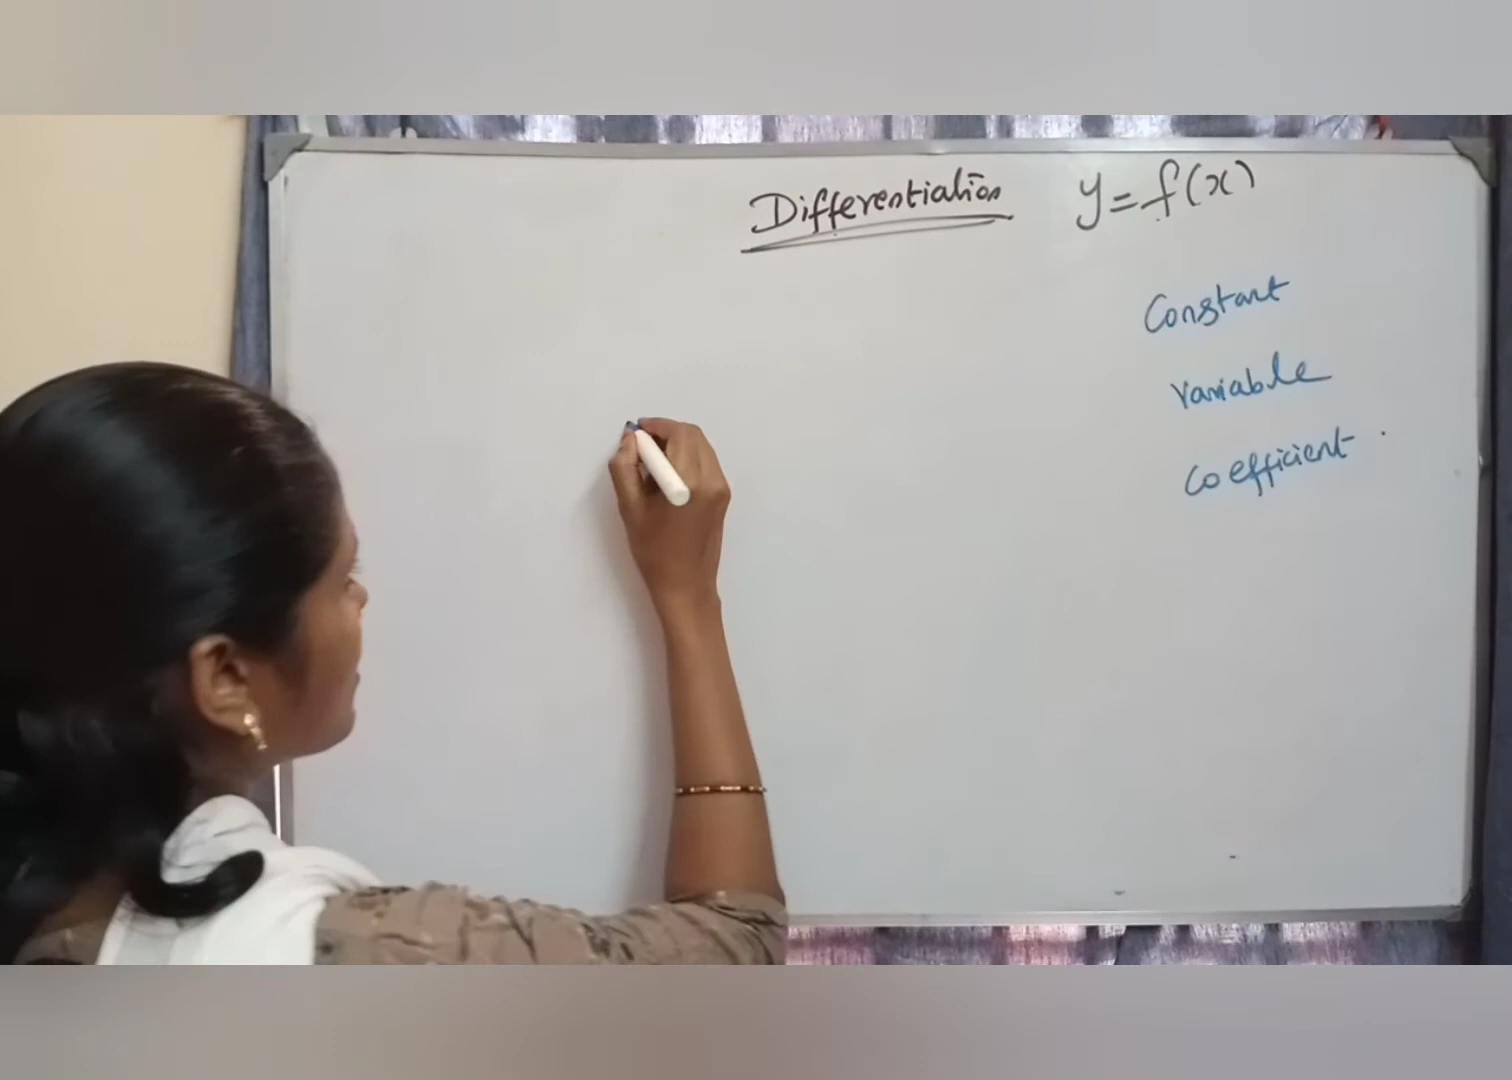 Differentiation y = f(x)
Constant
Variable
Coefficient